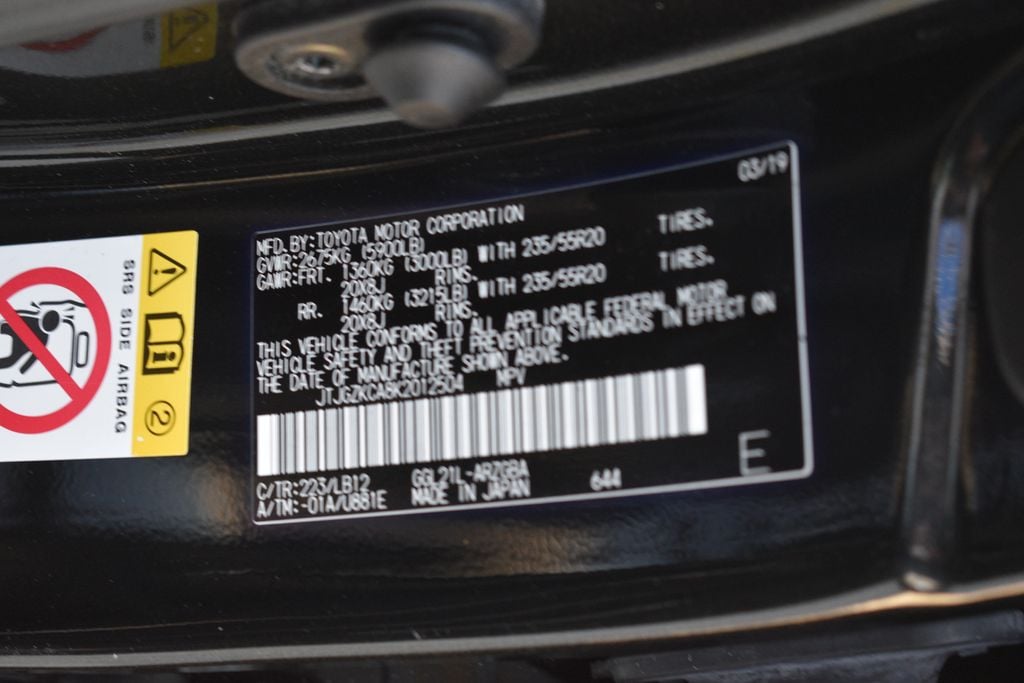 03/19
MFD.BY:TOYOTA MOTOR CORPORATION
GVWR:2675KG (5900LB)
GAWR:FRT. 1360KG (3000LB) WITH 235/55R20 TIRES.
20X8J RIMS.
RR. 1460KG (3215LB) WITH 235/55R20 TIRES.
20X8J RIMS.
THIS VEHICLE CONFORMS TO ALL APPLICABLE FEDERAL MOTOR
VEHICLE SAFETY AND THEFT PREVENTION STANDARDS IN EFFECT ON
THE DATE OF MANUFACTURE SHOWN ABOVE.
MPV
C/TR:223/LB12 GGL21L-ARZGBA 644
A/TM:-01A/U881E MADE IN JAPAN
E
SRS SIDE AIRBAG
2